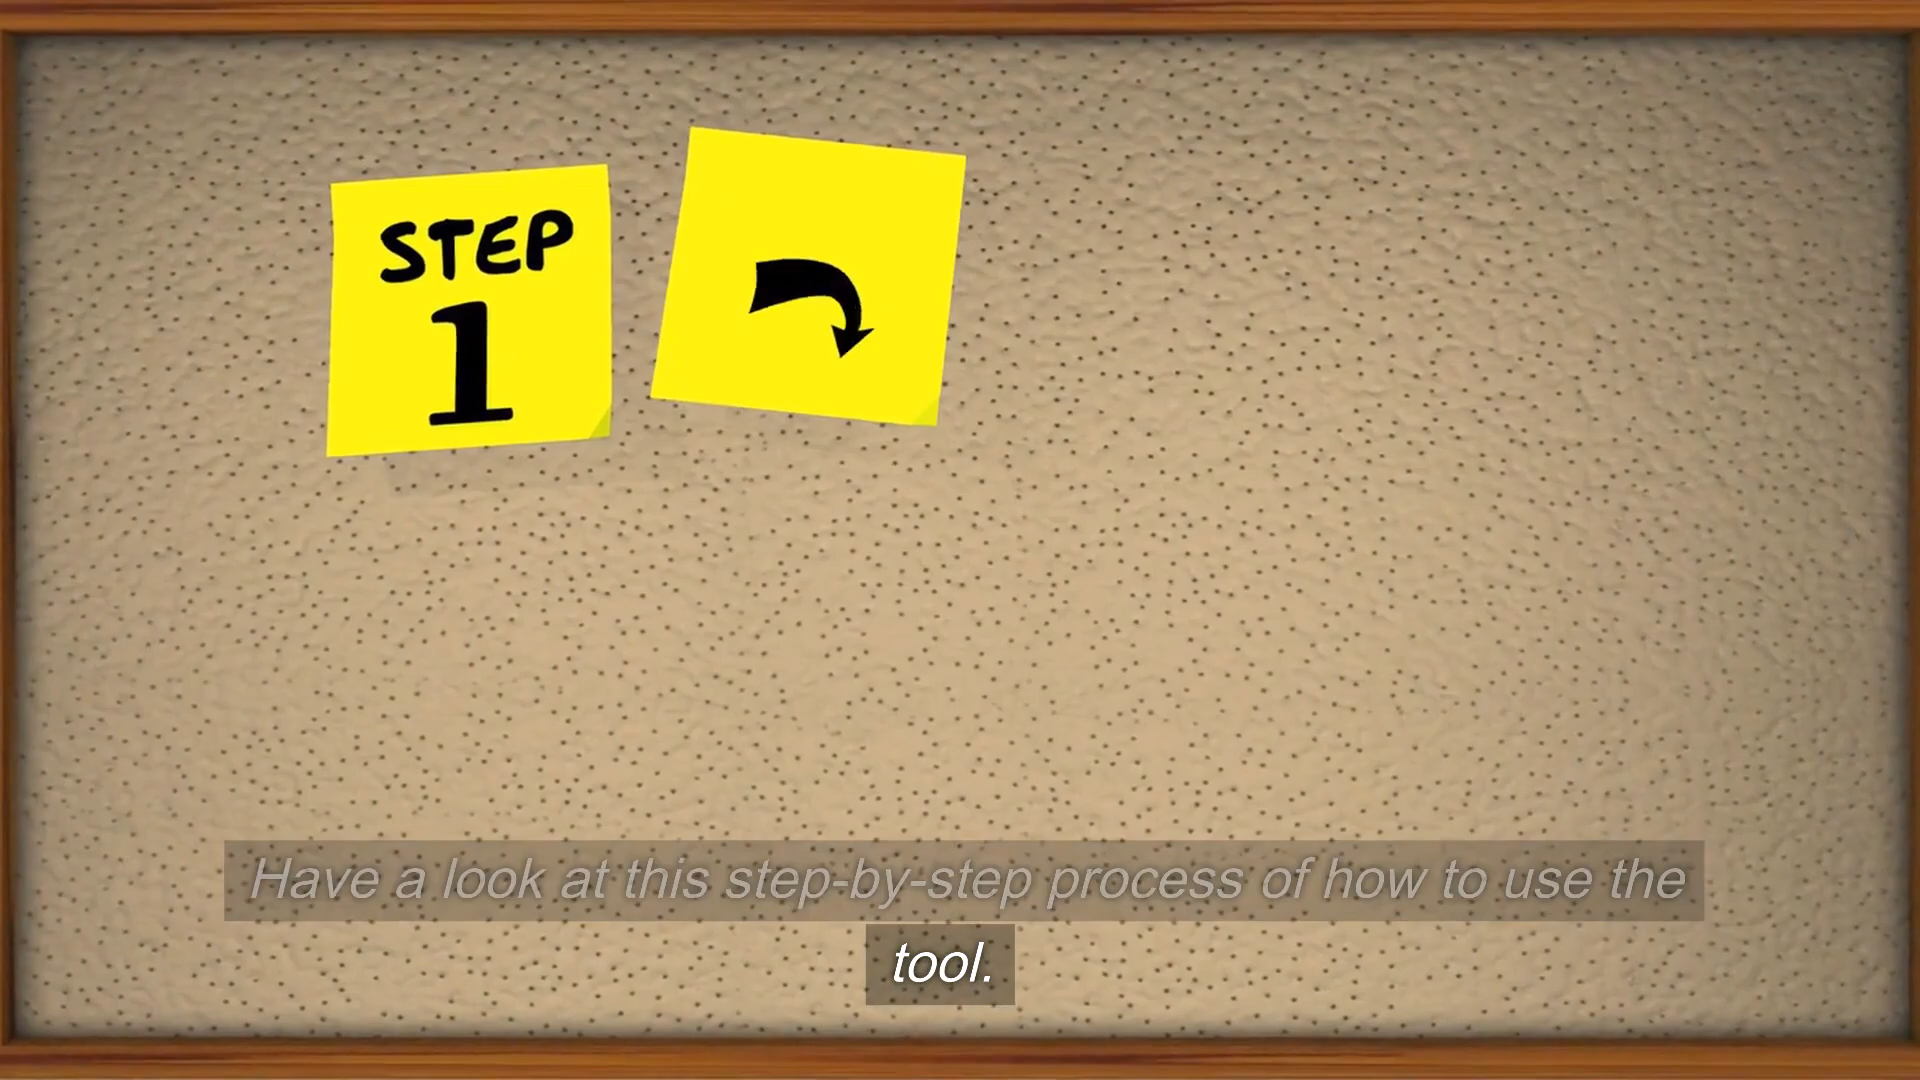 STEP
1
Have a look at this step-by-step process of how to use the
tool.